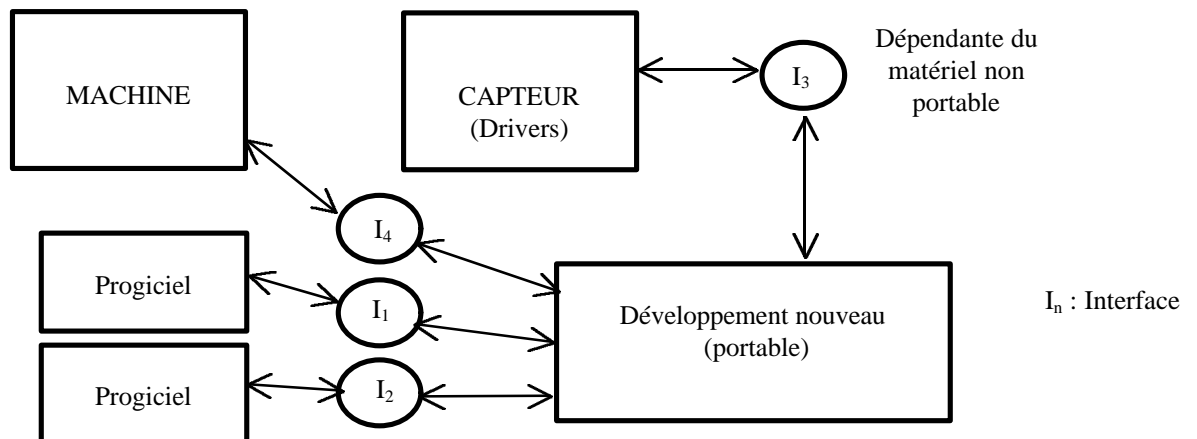 MACHINE
CAPTEUR
(Drivers)
I₃
Dépendante du
matériel non
portable
I₄
Progiciel
I₁
Développement nouveau
(portable)
Iₙ : Interface
Progiciel
I₂